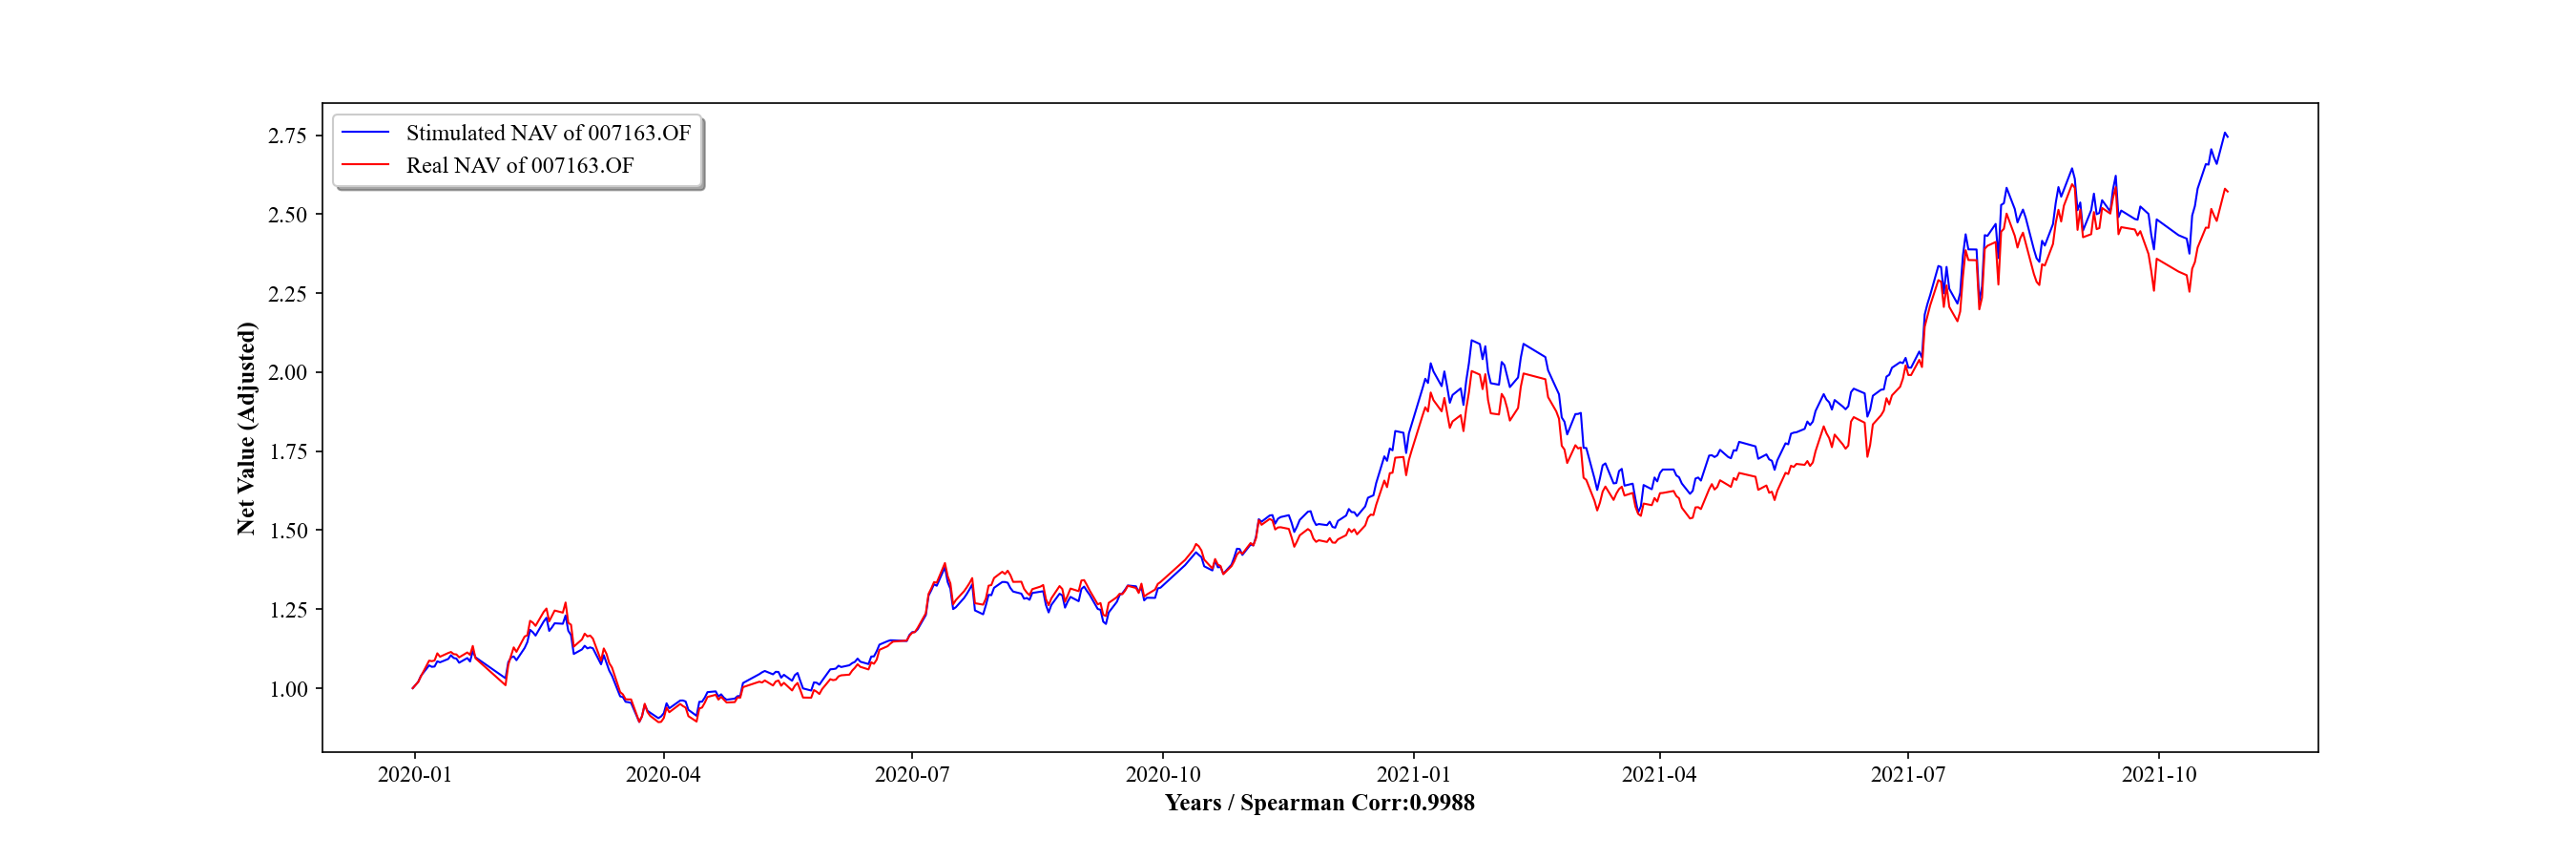 Stimulated NAV of 007163.OF
Real NAV of 007163.OF
2.75
2.50
2.25
2.00
1.75
1.50
1.25
1.00
Net Value (Adjusted)
2020-01 2020-04 2020-07 2020-10 2021-01 2021-04 2021-07 2021-10
Years / Spearman Corr:0.9988